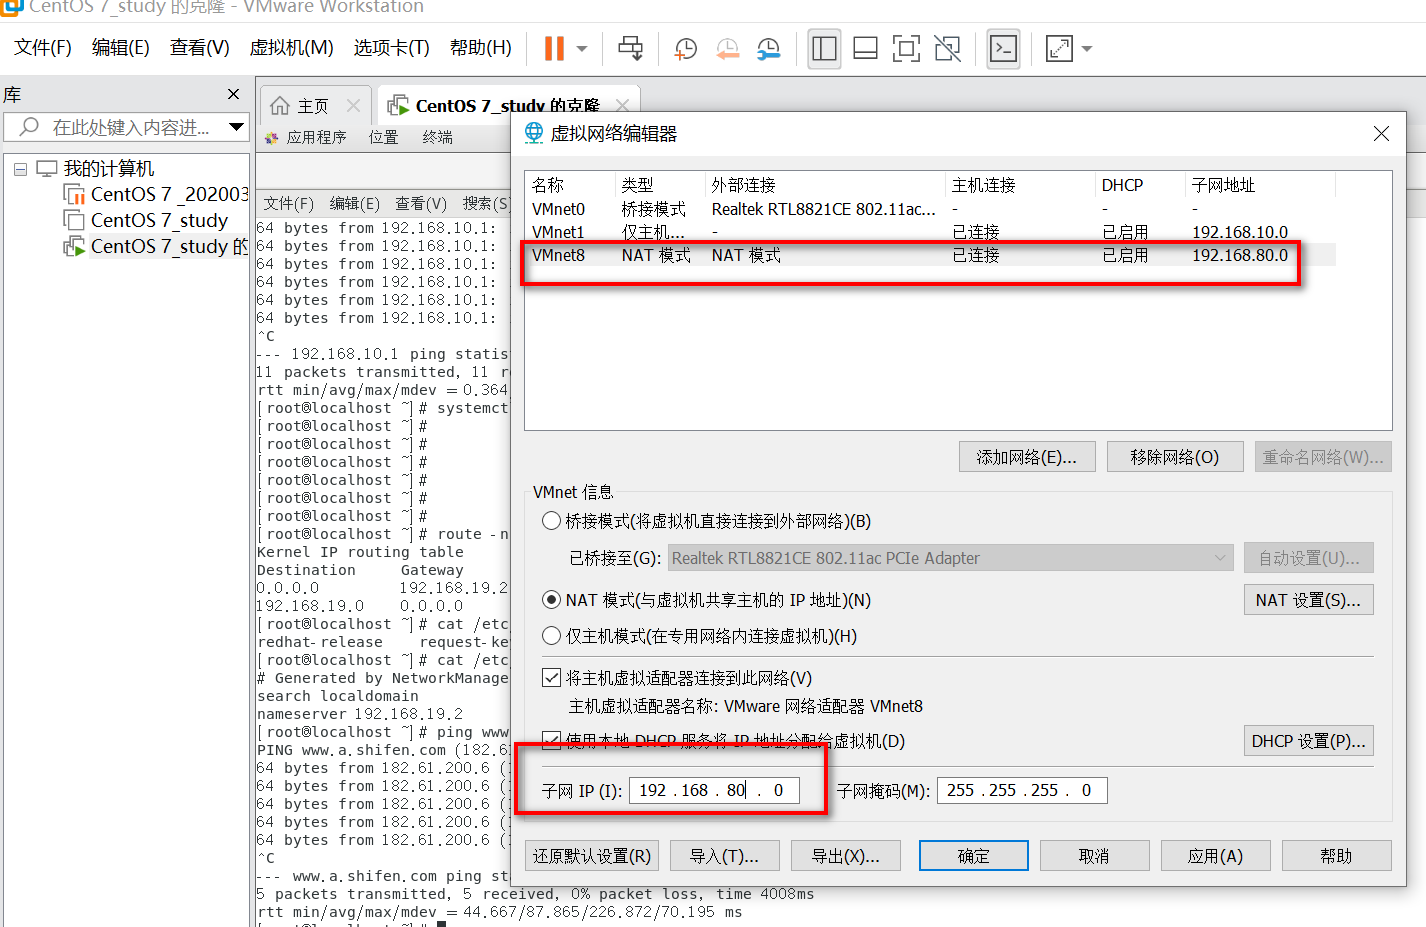 CentOS 7_study 的克隆 - VMware Workstation
文件(F) 编辑(E) 查看(V) 虚拟机(M) 选项卡(T) 帮助(H)
库
在此处键入内容进...
我的计算机
CentOS 7 _202003
CentOS 7_study
CentOS 7_study 的
主页
CentOS 7_study 的克隆
应用程序 位置 终端
文件(F) 编辑(E) 查看(V) 搜索(S
64 bytes from 192.168.10.1:
64 bytes from 192.168.10.1:
64 bytes from 192.168.10.1:
64 bytes from 192.168.10.1:
64 bytes from 192.168.10.1:
64 bytes from 192.168.10.1:
^C
--- 192.168.10.1 ping statis
11 packets transmitted, 11 r
rtt min/avg/max/mdev = 0.364
[root@localhost ~]# systemct
[root@localhost ~]#
[root@localhost ~]#
[root@localhost ~]#
[root@localhost ~]#
[root@localhost ~]#
[root@localhost ~]#
[root@localhost ~]# route -n
Kernel IP routing table
Destination Gateway
0.0.0.0 192.168.19.2
192.168.19.0 0.0.0.0
[root@localhost ~]# cat /etc
redhat-release request-ke
[root@localhost ~]# cat /etc
# Generated by NetworkManage
search localdomain
nameserver 192.168.19.2
[root@localhost ~]# ping www
PING www.a.shifen.com (182.6
64 bytes from 182.61.200.6 (
64 bytes from 182.61.200.6 (
64 bytes from 182.61.200.6 (
64 bytes from 182.61.200.6 (
64 bytes from 182.61.200.6 (
^C
--- www.a.shifen.com ping st
5 packets transmitted, 5 received, 0% packet loss, time 4008ms
rtt min/avg/max/mdev = 44.667/87.865/226.872/70.195 ms
[root@localhost ~]#
虚拟网络编辑器
名称 类型 外部连接 主机连接 DHCP 子网地址
VMnet0 桥接模式 Realtek RTL8821CE 802.11ac... - - -
VMnet1 仅主机... - 已连接 已启用 192.168.10.0
VMnet8 NAT 模式 NAT 模式 已连接 已启用 192.168.80.0
添加网络(E)... 移除网络(O) 重命名网络(W)...
VMnet 信息
桥接模式(将虚拟机直接连接到外部网络)(B)
已桥接至(G): Realtek RTL8821CE 802.11ac PCIe Adapter 自动设置(U)...
NAT 模式(与虚拟机共享主机的 IP 地址)(N) NAT 设置(S)...
仅主机模式(在专用网络内连接虚拟机)(H)
将主机虚拟适配器连接到此网络(V)
主机虚拟适配器名称: VMware 网络适配器 VMnet8
使用本地 DHCP 服务将 IP 地址分配给虚拟机(D) DHCP 设置(P)...
子网 IP (I): 192 . 168 . 80 . 0 子网掩码(M): 255 . 255 . 255 . 0
还原默认设置(R) 导入(T)... 导出(X)... 确定 取消 应用(A) 帮助